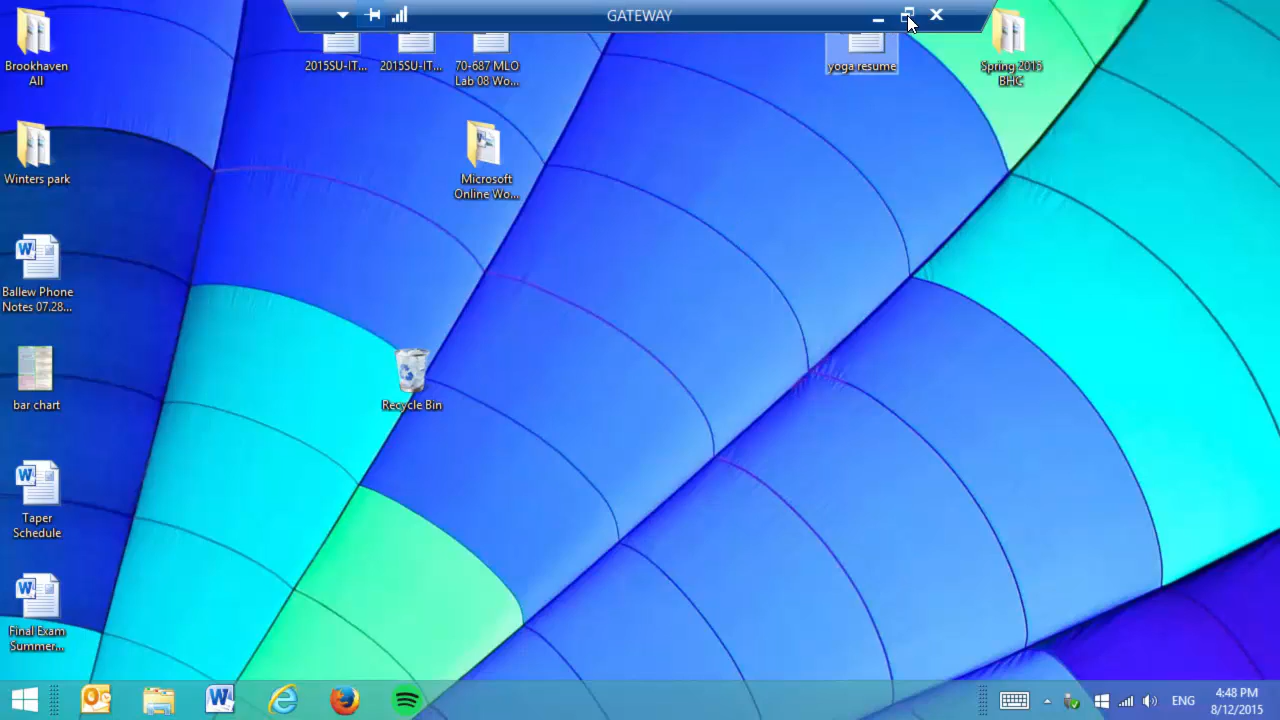 GATEWAY
Brookhaven
All
2015SU-IT...
2015SU-IT...
70-687 MLO
Lab 08 Wo...
yoga resume
Spring 2015
BHC
Winters park
Microsoft
Online Wo...
Ballew Phone
Notes 07.28...
bar chart
Recycle Bin
Taper
Schedule
Final Exam
Summer...
ENG
4:48 PM
8/12/2015